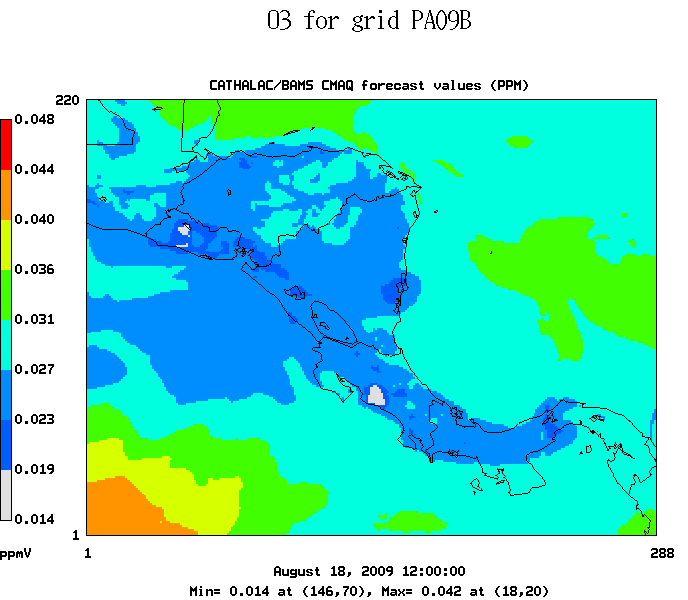 O3 for grid PA09B
CATHALAC/BAMS CMAQ forecast values (PPM)
220
0.048
0.044
0.040
0.036
0.031
0.027
0.023
0.019
0.014
1
ppmV
1
288
August 18, 2009 12:00:00
Min= 0.014 at (146,70), Max= 0.042 at (18,20)